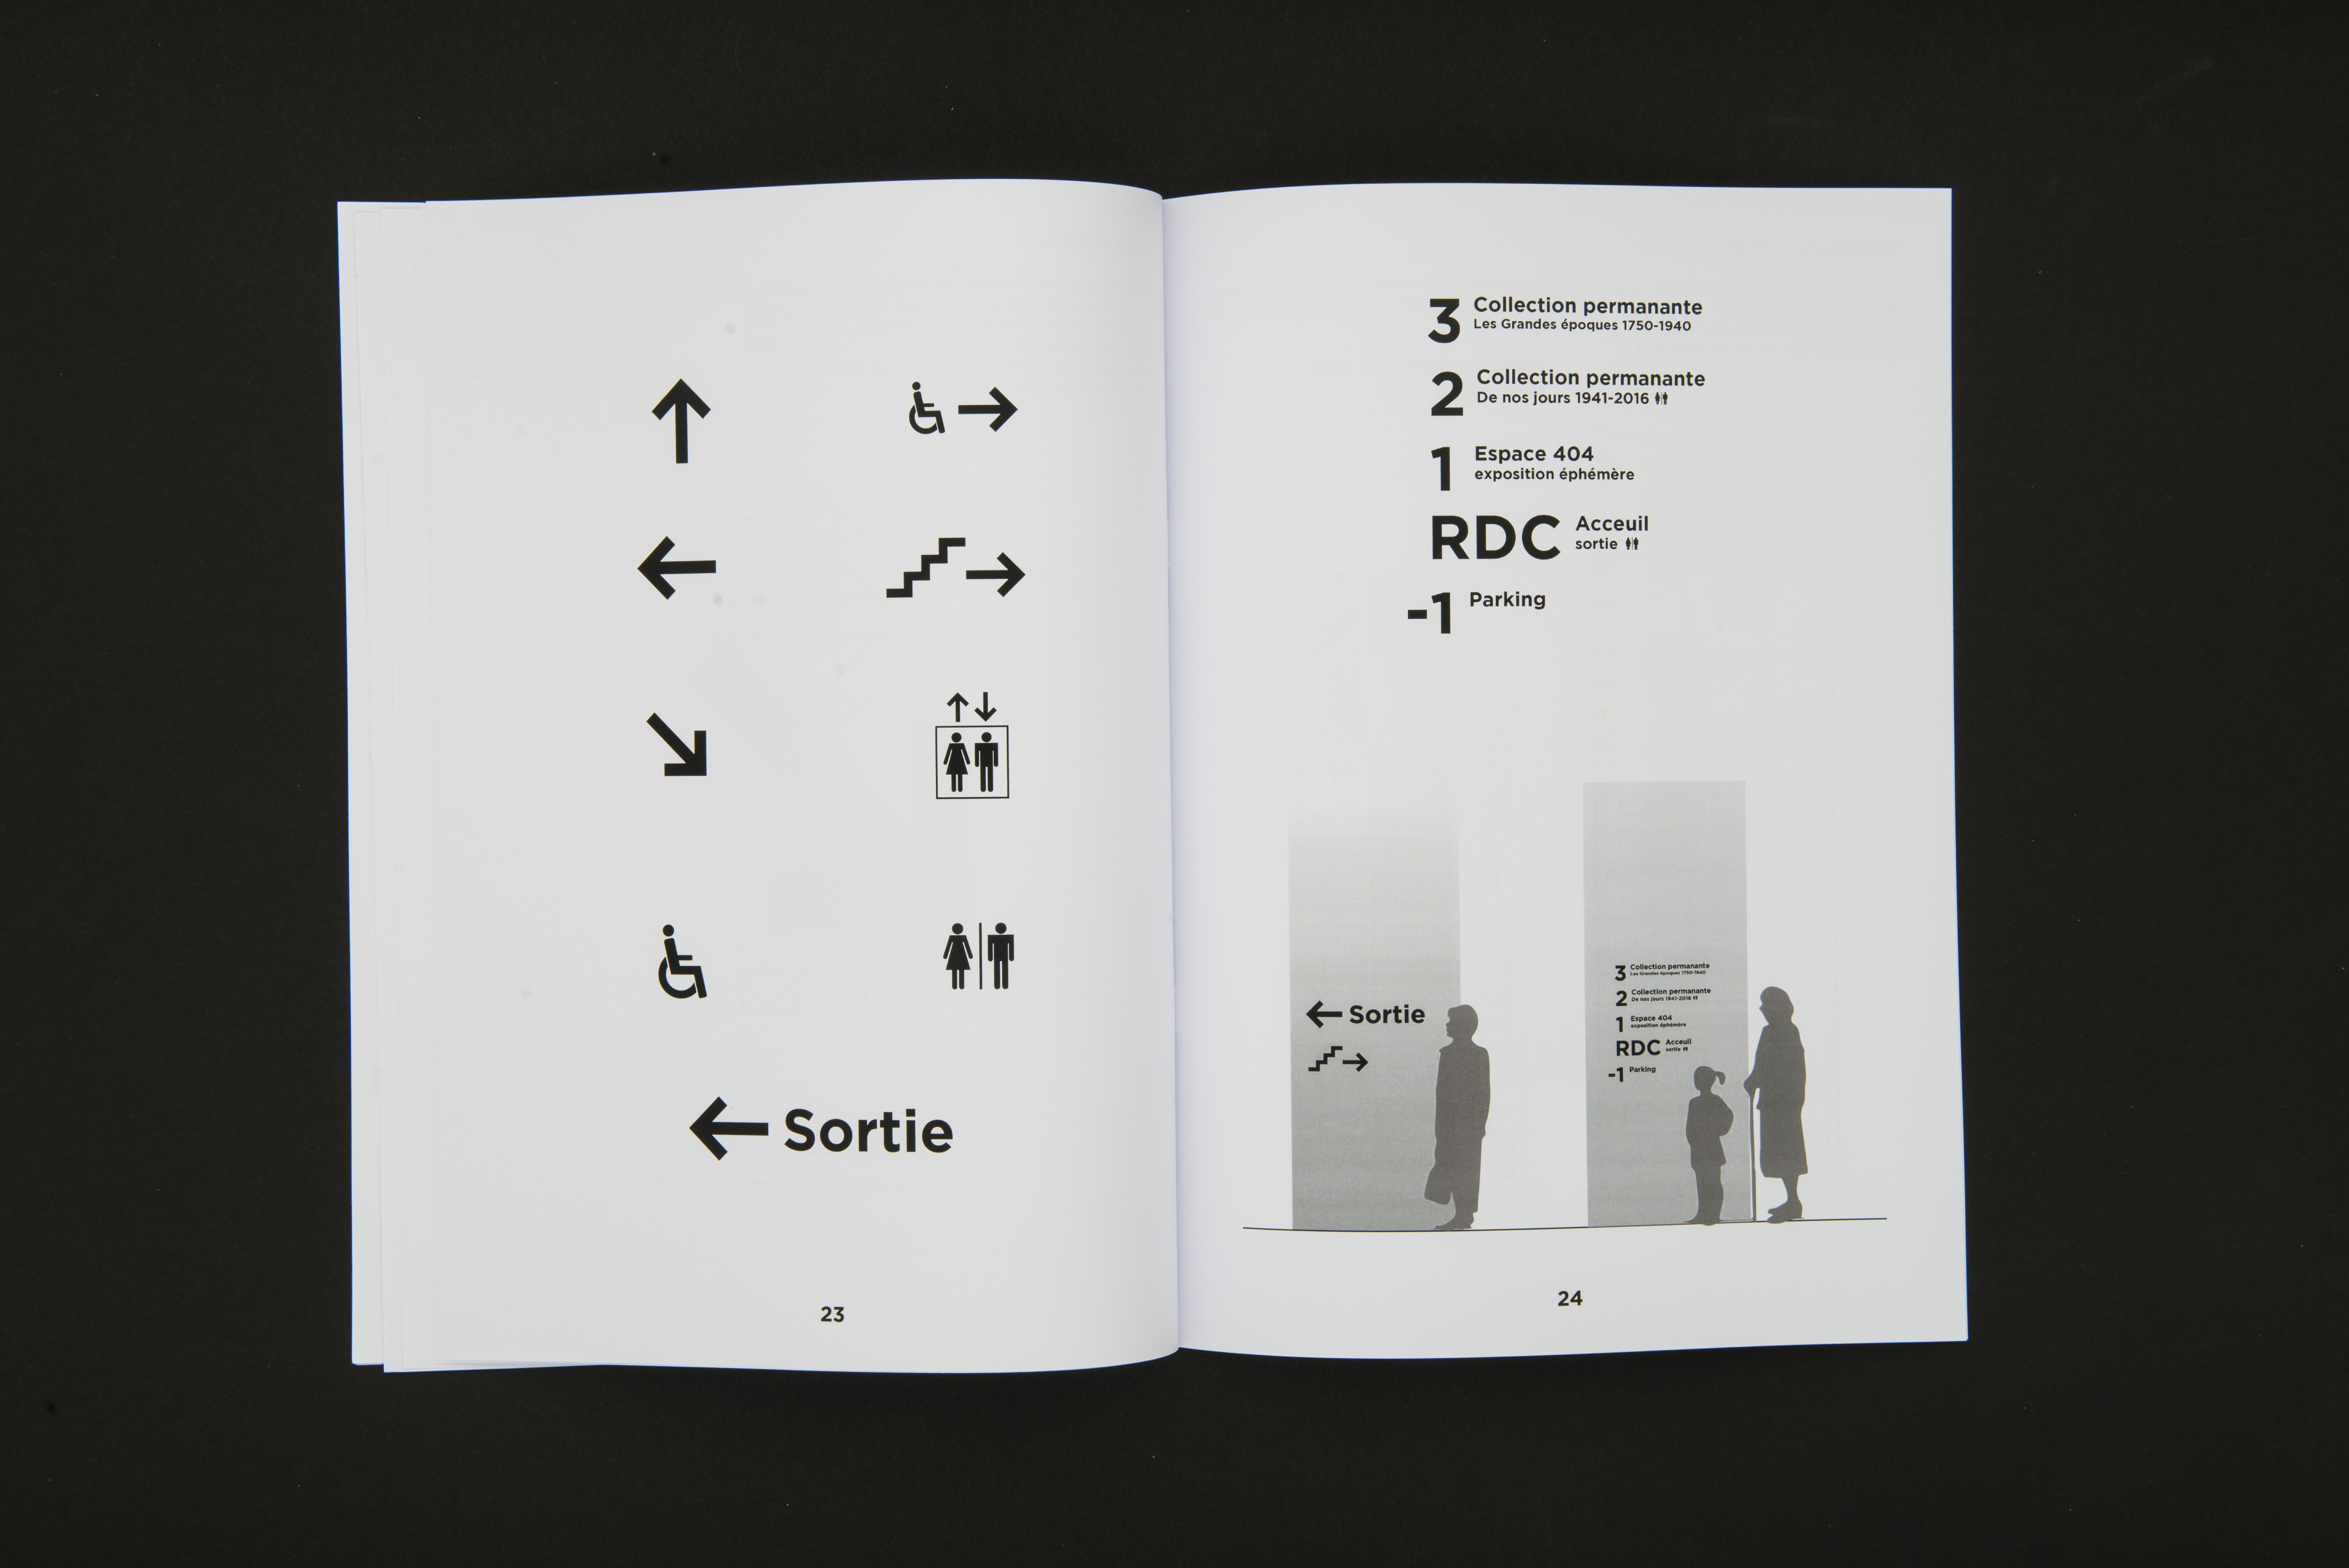 Sortie
23
3 Collection permanante
Les Grandes époques 1750-1940
2 Collection permanante
De nos jours 1941-2016
1 Espace 404
exposition éphémère
RDC Acceuil
sortie
-1 Parking
Sortie
3 Collection permanante
Les Grandes époques 1750-1940
2 Collection permanante
De nos jours 1941-2016
1 Espace 404
exposition éphémère
RDC Acceuil
sortie
-1 Parking
24